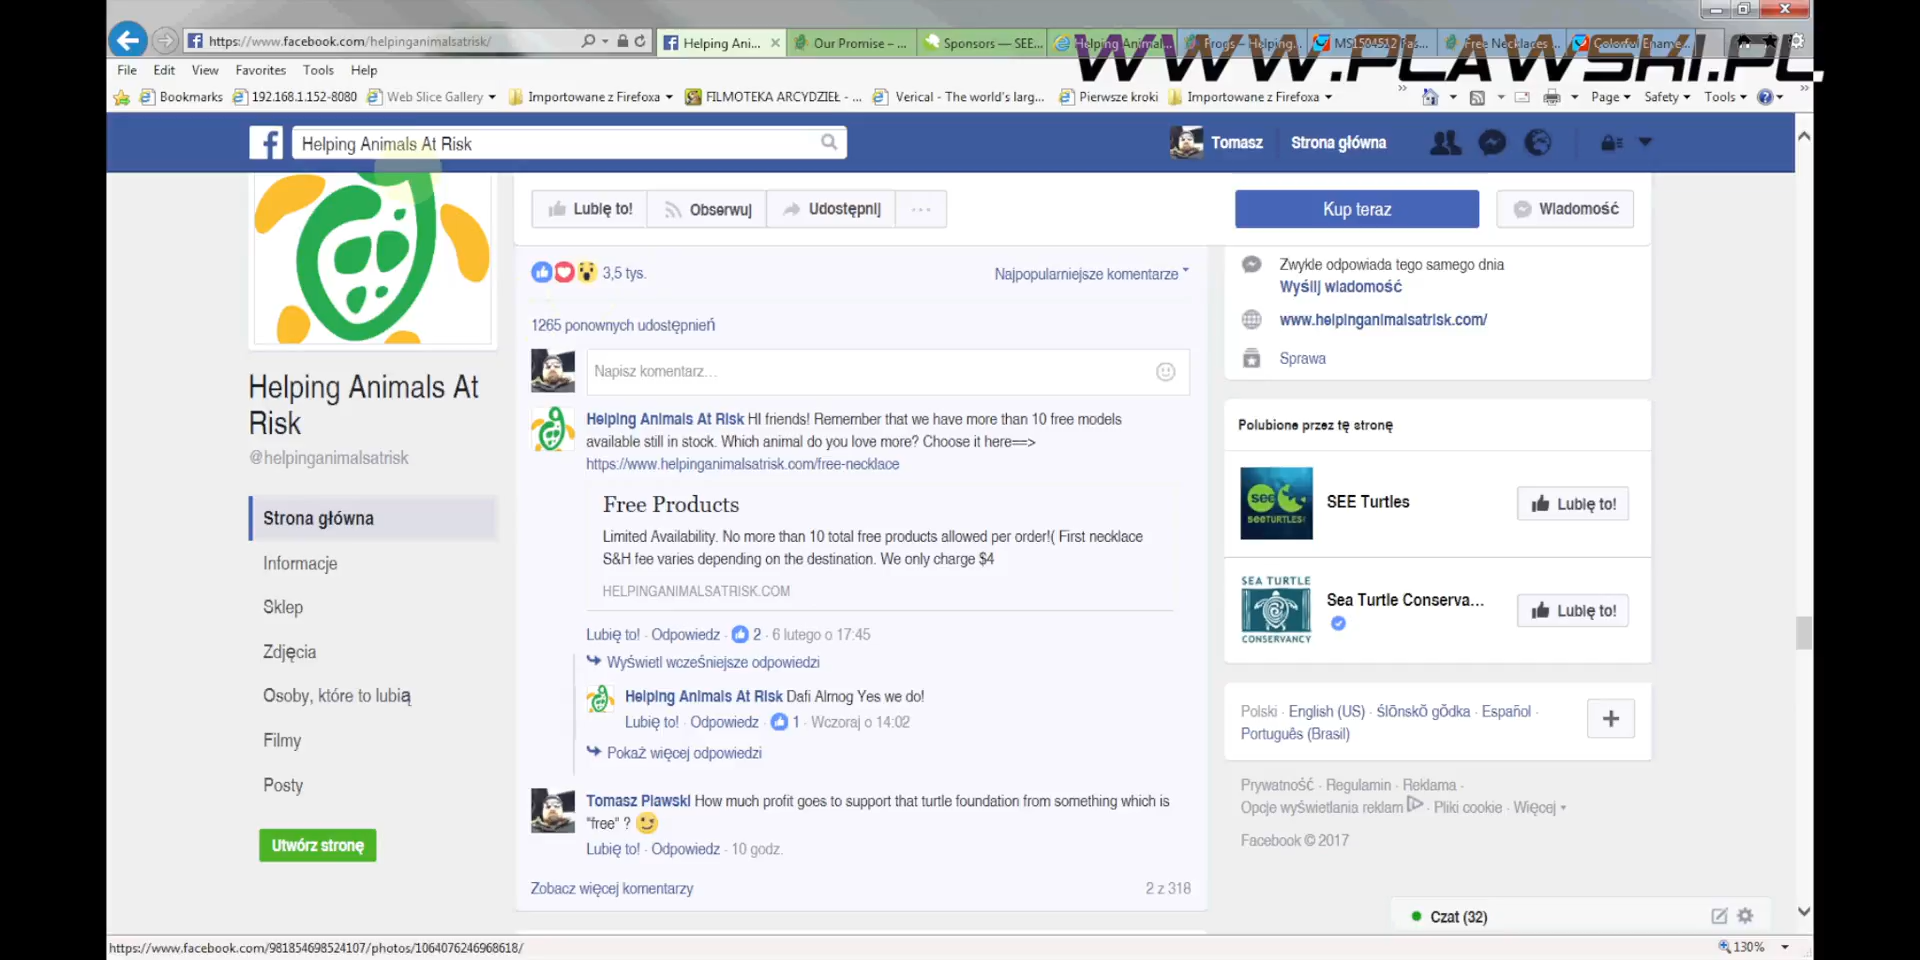 https://www.facebook.com/helpinganimalsatrisk/
Helping Ani...
Our Promise – ...
Sponsors — SEE...
Helping Animal...
Frogs – Helping...
MS1504512 Fas...
Free Necklaces ...
Colorful Ename...
WWW.PLAWSKI.PL
File Edit View Favorites Tools Help
Bookmarks 192.168.1.152-8080 Web Slice Gallery Importowane z Firefoxa FILMOTEKA ARCYDZIEŁ - ... Verical - The world's larg... Pierwsze kroki Importowane z Firefoxa » Page Safety Tools »
Helping Animals At Risk
Tomasz Strona główna
Lubię to! Obserwuj Udostępnij ...
Kup teraz Wiadomość
3,5 tys.
Najpopularniejsze komentarze
1265 ponownych udostępnień
Napisz komentarz...
Helping Animals At Risk HI friends! Remember that we have more than 10 free models
available still in stock. Which animal do you love more? Choose it here==>
https://www.helpinganimalsatrisk.com/free-necklace
Free Products
Limited Availability. No more than 10 total free products allowed per order!( First necklace
S&H fee varies depending on the destination. We only charge $4
HELPINGANIMALSATRISK.COM
Lubię to! · Odpowiedz · 2 · 6 lutego o 17:45
Wyświetl wcześniejsze odpowiedzi
Helping Animals At Risk Dafi Almog Yes we do!
Lubię to! · Odpowiedz · 1 · Wczoraj o 14:02
Pokaż więcej odpowiedzi
Tomasz Plawski How much profit goes to support that turtle foundation from something which is
"free" ?
Lubię to! · Odpowiedz · 10 godz.
Zobacz więcej komentarzy
2 z 318
Helping Animals At
Risk
@helpinganimalsatrisk
Strona główna
Informacje
Sklep
Zdjęcia
Osoby, które to lubią
Filmy
Posty
Utwórz stronę
Zwykle odpowiada tego samego dnia
Wyślij wiadomość
www.helpinganimalsatrisk.com/
Sprawa
Polubione przez tę stronę
see
seeTURTLES
SEE Turtles
Lubię to!
SEA TURTLE
CONSERVANCY
Sea Turtle Conserva...
Lubię to!
Polski · English (US) · ślōnskŏ gŏdka · Español ·
Português (Brasil)
Prywatność · Regulamin · Reklama ·
Opcje wyświetlania reklam · Pliki cookie · Więcej
Facebook © 2017
Czat (32)
https://www.facebook.com/981854698524107/photos/1064076246968618/
130%